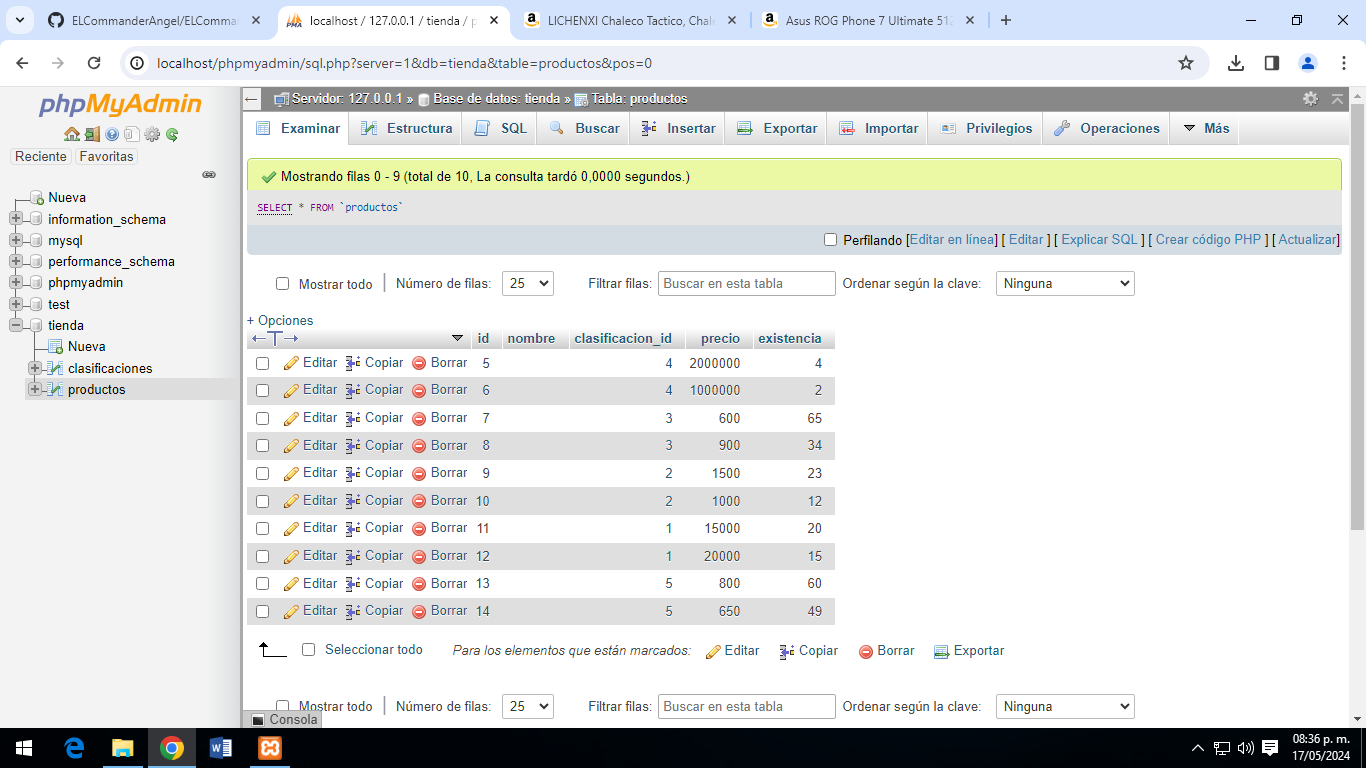 ELCommanderAngel/ELComman
localhost / 127.0.0.1 / tienda / p
LICHENXI Chaleco Tactico, Chale
Asus ROG Phone 7 Ultimate 512
localhost/phpmyadmin/sql.php?server=1&db=tienda&table=productos&pos=0
phpMyAdmin
Reciente Favoritas
Nueva
information_schema
mysql
performance_schema
phpmyadmin
test
tienda
Nueva
clasificaciones
productos
Servidor: 127.0.0.1 » Base de datos: tienda » Tabla: productos
Examinar Estructura SQL Buscar Insertar Exportar Importar Privilegios Operaciones Más
Mostrando filas 0 - 9 (total de 10, La consulta tardó 0,0000 segundos.)
SELECT * FROM `productos`
Perfilando [Editar en línea] [ Editar ] [ Explicar SQL ] [ Crear código PHP ] [ Actualizar]
Mostrar todo Número de filas: 25 Filtrar filas: Buscar en esta tabla Ordenar según la clave: Ninguna
+ Opciones
id nombre clasificacion_id precio existencia
Editar Copiar Borrar 5 4 2000000 4
Editar Copiar Borrar 6 4 1000000 2
Editar Copiar Borrar 7 3 600 65
Editar Copiar Borrar 8 3 900 34
Editar Copiar Borrar 9 2 1500 23
Editar Copiar Borrar 10 2 1000 12
Editar Copiar Borrar 11 1 15000 20
Editar Copiar Borrar 12 1 20000 15
Editar Copiar Borrar 13 5 800 60
Editar Copiar Borrar 14 5 650 49
Seleccionar todo Para los elementos que están marcados: Editar Copiar Borrar Exportar
Mostrar todo Número de filas: 25 Filtrar filas: Buscar en esta tabla Ordenar según la clave: Ninguna
Consola
08:36 p. m.
17/05/2024